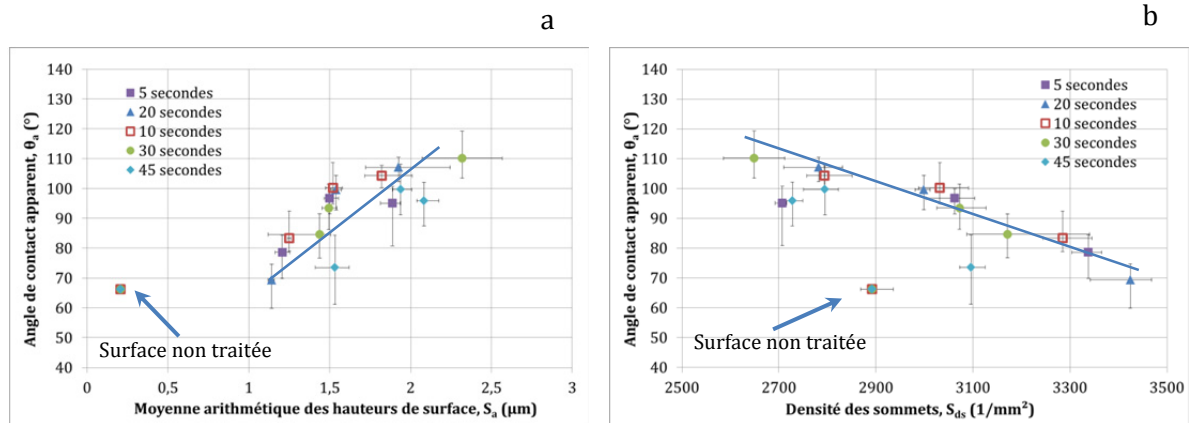 a
140
130
120
110
100
90
80
70
60
50
40
Angle de contact apparent, θa (°)
5 secondes
20 secondes
10 secondes
30 secondes
45 secondes
Surface non traitée
0
0,5
1
1,5
2
2,5
3
Moyenne arithmétique des hauteurs de surface, Sa (µm)
b
140
130
120
110
100
90
80
70
60
50
40
Angle de contact apparent, θa (°)
5 secondes
20 secondes
10 secondes
30 secondes
45 secondes
Surface non traitée
2500
2700
2900
3100
3300
3500
Densité des sommets, Sds (1/mm²)